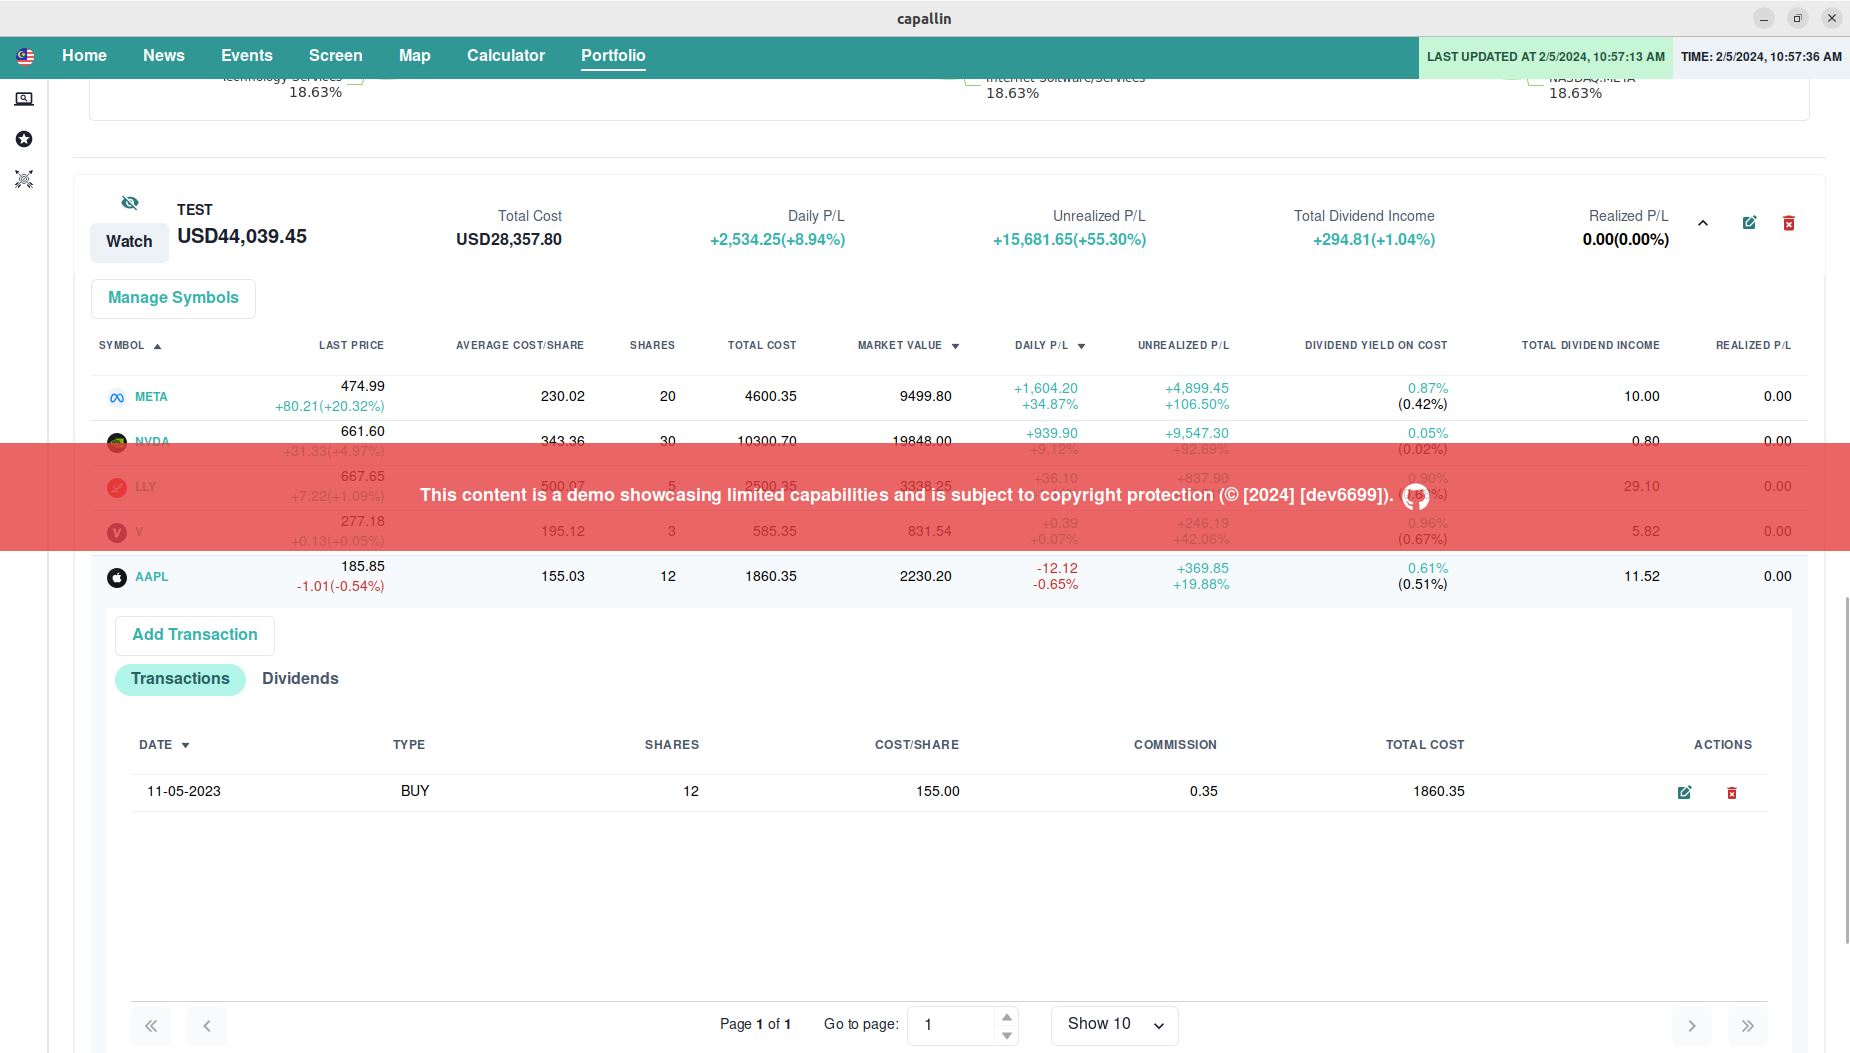 capallin
Home News Events Screen Map Calculator Portfolio LAST UPDATED AT 2/5/2024, 10:57:13 AM TIME: 2/5/2024, 10:57:36 AM
Technology Services Internet Software/Services NASDAQ:META
18.63% 18.63% 18.63%
TEST Total Cost Daily P/L Unrealized P/L Total Dividend Income Realized P/L
Watch USD44,039.45 USD28,357.80 +2,534.25(+8.94%) +15,681.65(+55.30%) +294.81(+1.04%) 0.00(0.00%)
Manage Symbols
SYMBOL LAST PRICE AVERAGE COST/SHARE SHARES TOTAL COST MARKET VALUE DAILY P/L UNREALIZED P/L DIVIDEND YIELD ON COST TOTAL DIVIDEND INCOME REALIZED P/L
474.99 +1,604.20 +4,899.45 0.87%
META 230.02 20 4600.35 9499.80 10.00 0.00
+80.21(+20.32%) +34.87% +106.50% (0.42%)
661.60 +939.90 +9,547.30 0.05%
NVDA 343.36 30 10300.70 19848.00 0.80 0.00
+31.33(+4.97%) +9.12% +92.69% (0.02%)
667.65 +36.10 +837.90 0.90%
LLY 500.07 5 2500.35 3338.25 29.10 0.00
+7.22(+1.09%)
This content is a demo showcasing limited capabilities and is subject to copyright protection (© [2024] [dev6699]).
277.18 +0.39 +246.19 0.96%
V 195.12 3 585.35 831.54 5.82 0.00
+0.13(+0.05%) +0.07% +42.06% (0.67%)
185.85 -12.12 +369.85 0.61%
AAPL 155.03 12 1860.35 2230.20 11.52 0.00
-1.01(-0.54%) -0.65% +19.88% (0.51%)
Add Transaction
Transactions Dividends
DATE TYPE SHARES COST/SHARE COMMISSION TOTAL COST ACTIONS
11-05-2023 BUY 12 155.00 0.35 1860.35
Page 1 of 1 Go to page: 1 Show 10